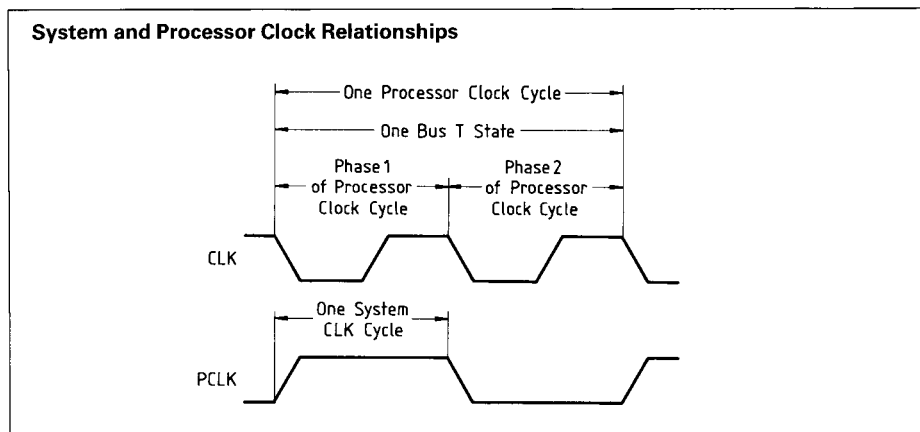 System and Processor Clock Relationships
One Processor Clock Cycle
One Bus T State
Phase 1
of Processor
Clock Cycle
Phase 2
of Processor
Clock Cycle
CLK
One System
CLK Cycle
PCLK